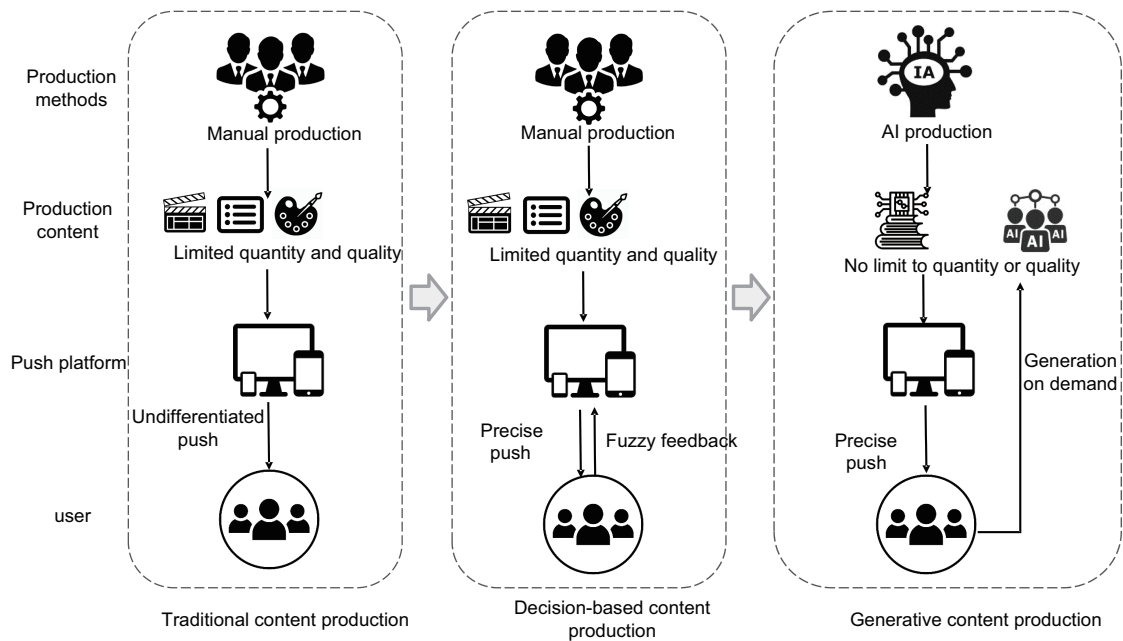 Production
methods
IA
Manual production
Manual production
AI production
Production
content
AI
AI
AI
Limited quantity and quality
Limited quantity and quality
No limit to quantity or quality
Push platform
Generation
on demand
Undifferentiated
push
Precise
push
Fuzzy feedback
Precise
push
user
Traditional content production
Decision-based content
production
Generative content production